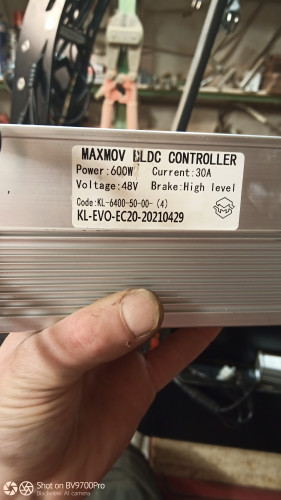 MAXMOV BLDC CONTROLLER
Power:600W Current:30A
Voltage:48V Brake:High level
Code:KL-6400-50-00-(4)
KL-EVO-EC20-20210429
Shot on BV9700Pro
Blackview AI camera